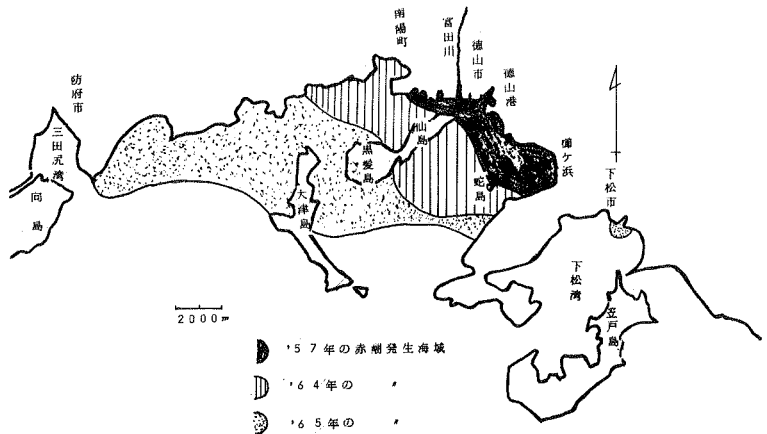 南陽町
富田川
徳山市
徳山港
防府市
三田尻湾
向島
仙島
黒髪島
大津島
蛇島
櫛ケ浜
下松市
下松湾
笠戸島
2000m
'57年の赤潮発生海域
'64年の 〃
'65年の 〃